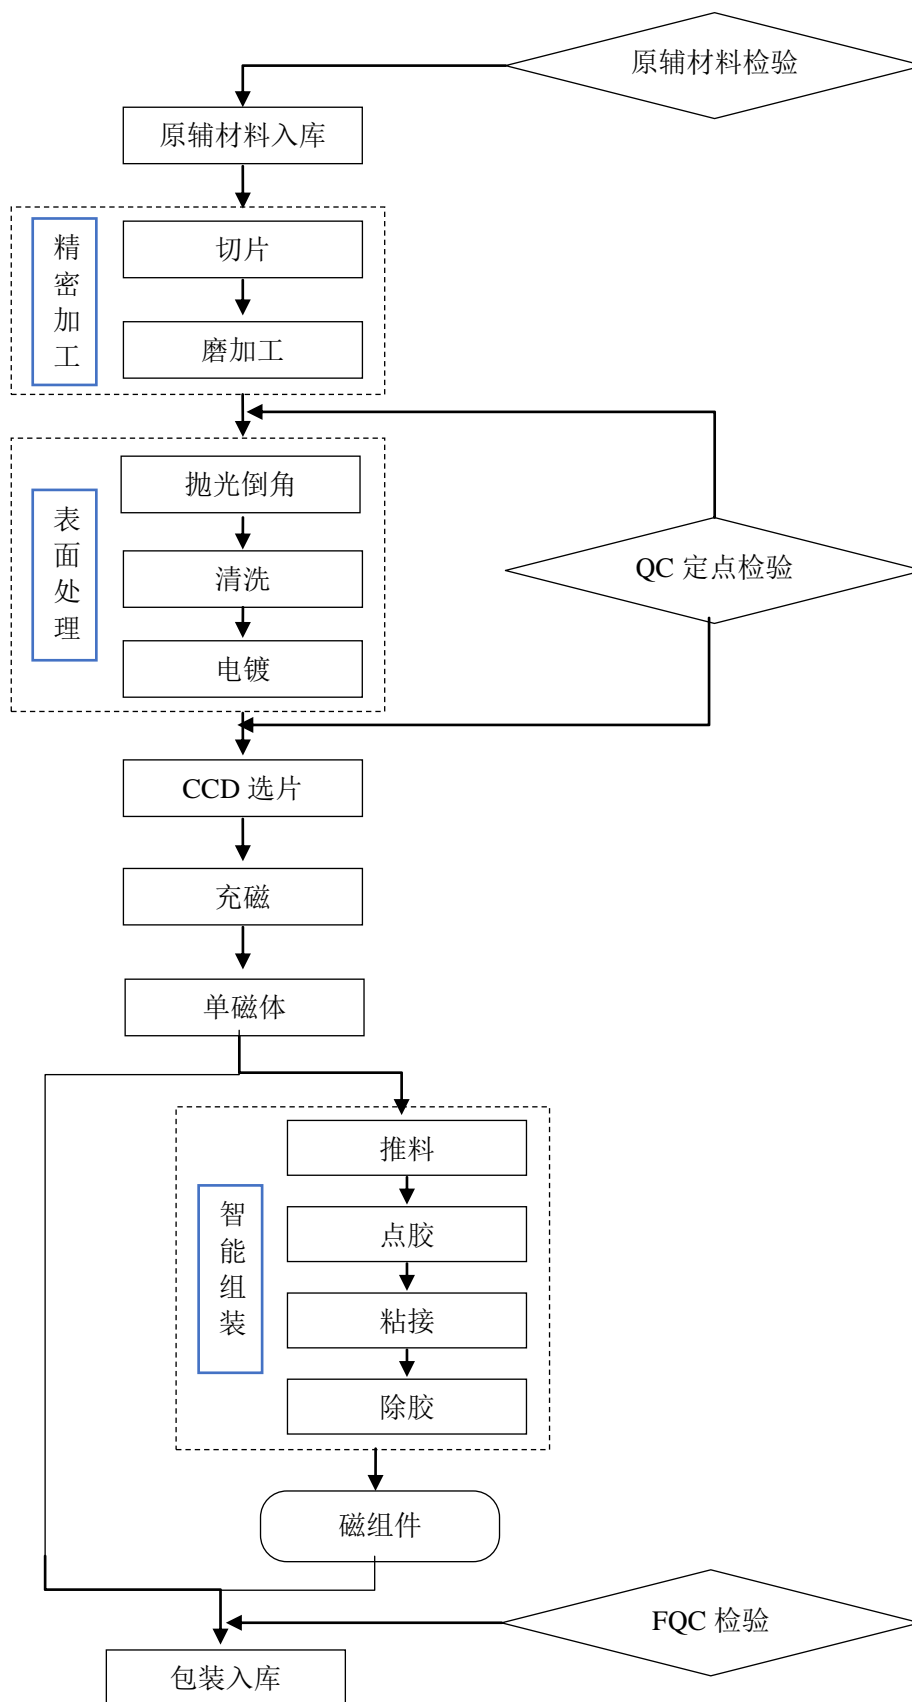 原辅材料检验
原辅材料入库
精密加工
切片
磨加工
表面处理
抛光倒角
清洗
电镀
QC 定点检验
CCD 选片
充磁
单磁体
智能组装
推料
点胶
粘接
除胶
磁组件
FQC 检验
包装入库